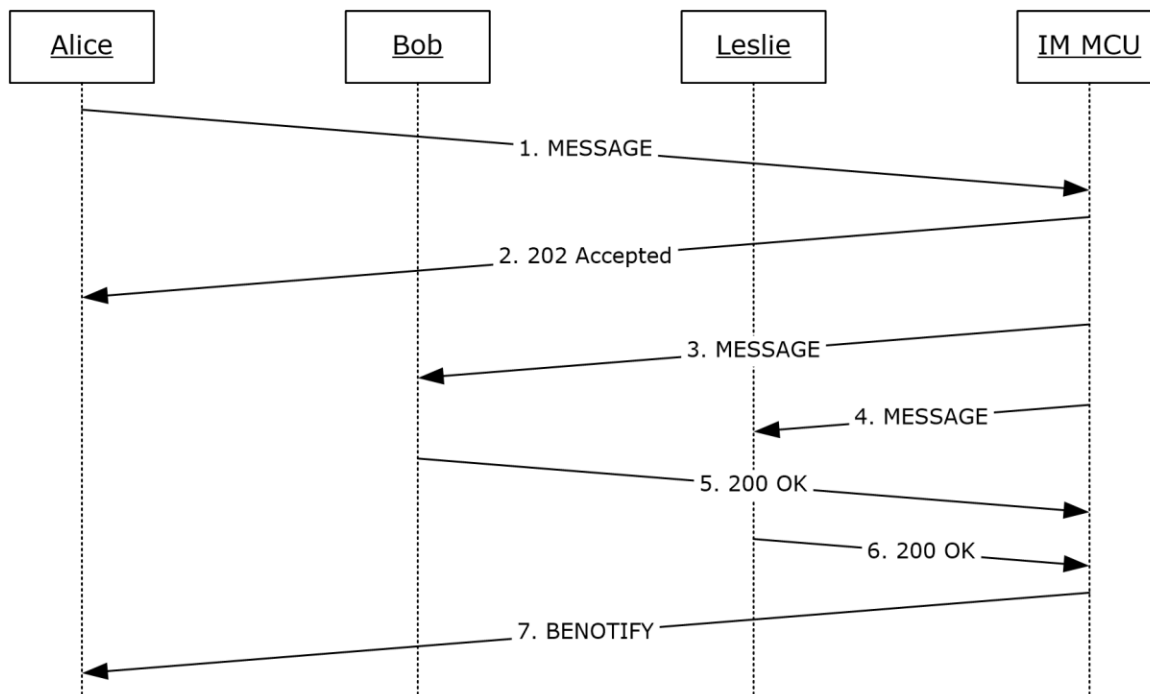 Alice
Bob
Leslie
IM MCU
1. MESSAGE
2. 202 Accepted
3. MESSAGE
4. MESSAGE
5. 200 OK
6. 200 OK
7. BENOTIFY